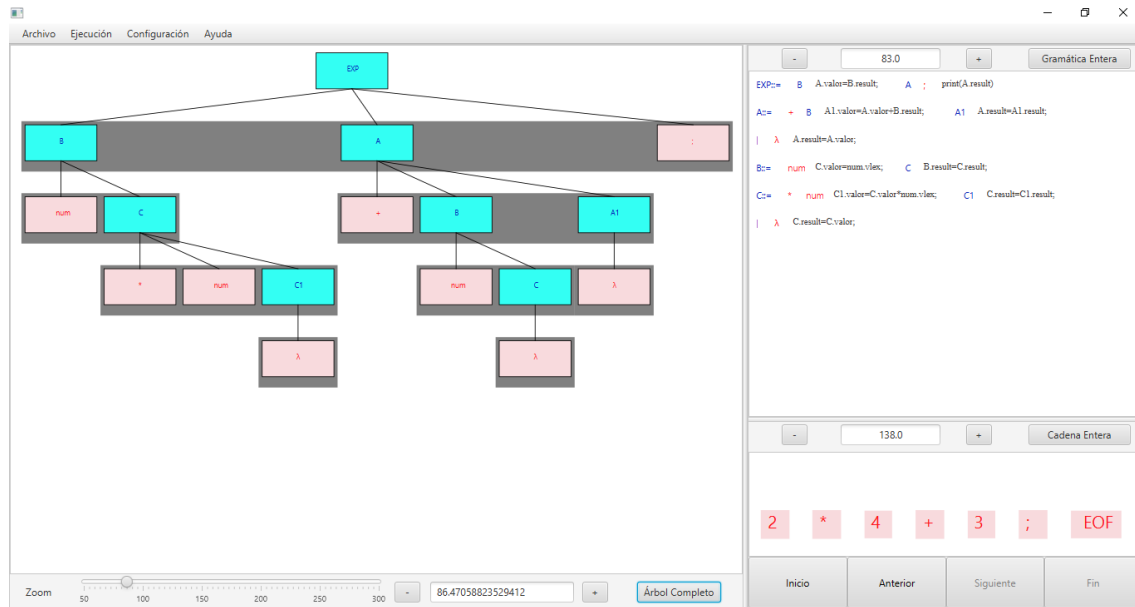 Archivo Ejecución Configuración Ayuda
EXP
B A ;
num C + B A1
* num C1 num C λ
λ λ
Zoom 50 100 150 200 250 300 - 86.47058823529412 + Árbol Completo
- 83.0 + Gramática Entera
EXP::= B A.valor=B.result; A ; print(A.result)
A::= + B A1.valor=A.valor+B.result; A1 A.result=A1.result;
| λ A.result=A.valor;
B::= num C.valor=num.vlex; C B.result=C.result;
C::= * num C1.valor=C.valor*num.vlex; C1 C.result=C1.result;
| λ C.result=C.valor;
- 138.0 + Cadena Entera
2 * 4 + 3 ; EOF
Inicio Anterior Siguiente Fin